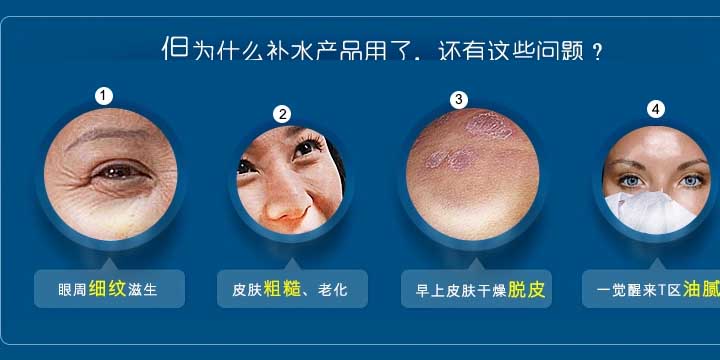 但为什么补水产品用了，还有这些问题？
1
2
3
4
眼周细纹滋生
皮肤粗糙、老化
早上皮肤干燥脱皮
一觉醒来T区油腻